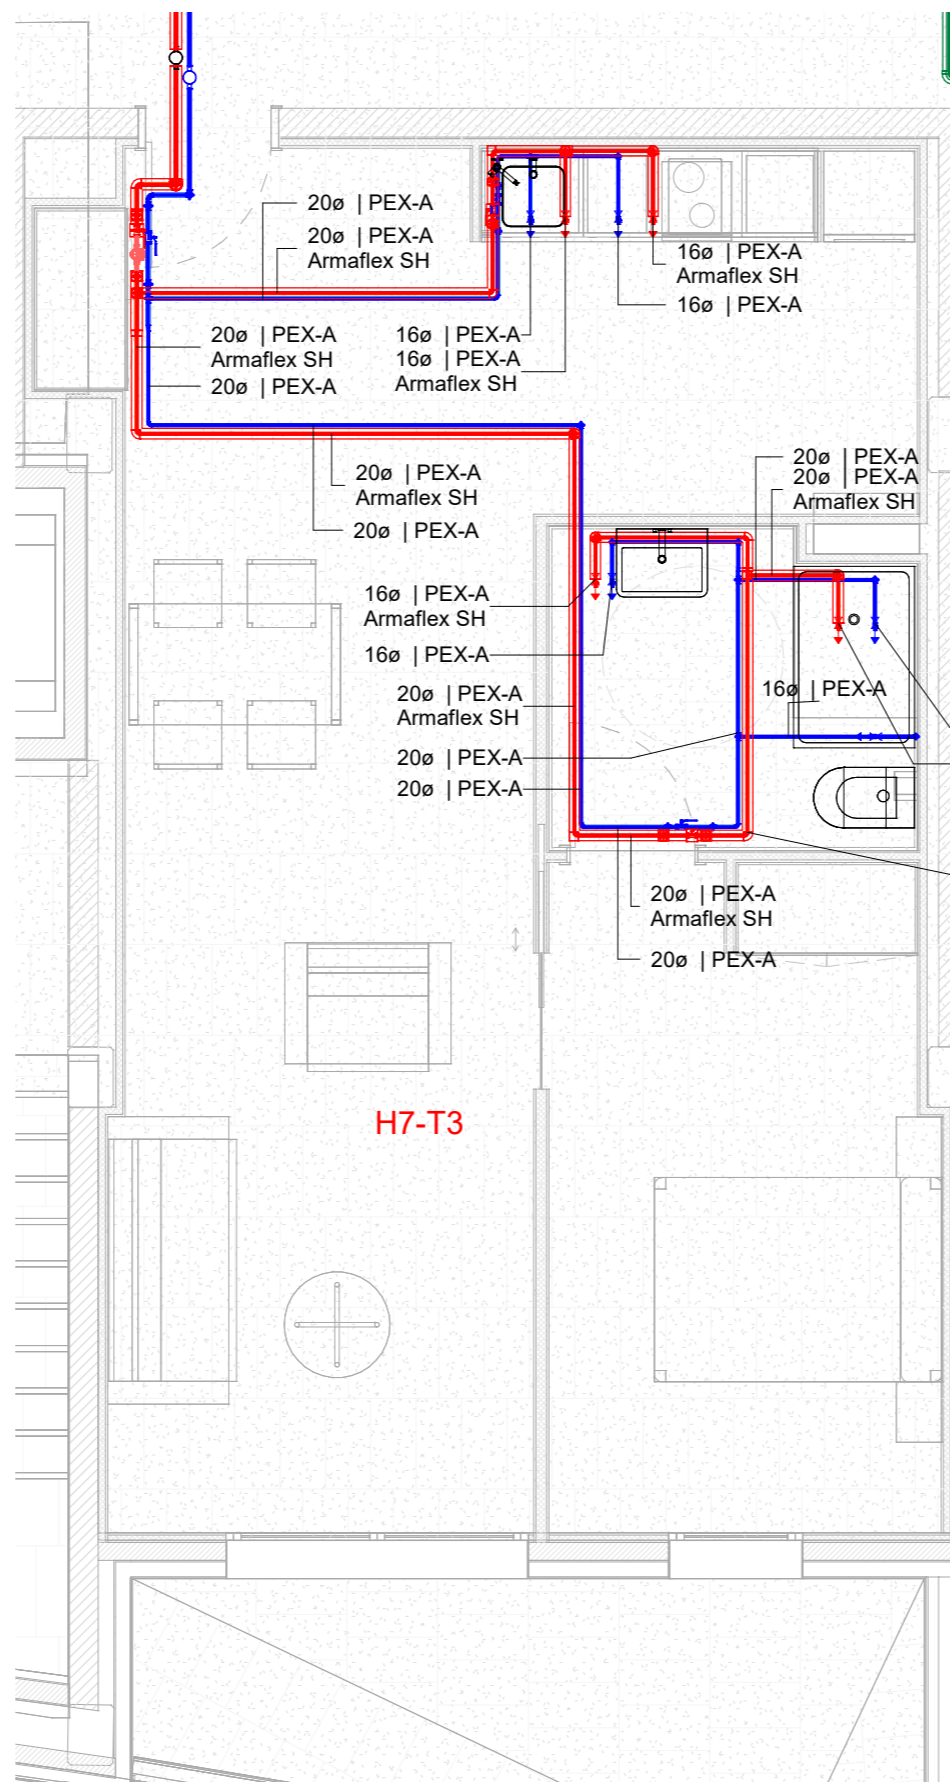 20ø | PEX-A
20ø | PEX-A
Armaflex SH
16ø | PEX-A
Armaflex SH
16ø | PEX-A
20ø | PEX-A
Armaflex SH
20ø | PEX-A
16ø | PEX-A
16ø | PEX-A
Armaflex SH
20ø | PEX-A
Armaflex SH
20ø | PEX-A
20ø | PEX-A
20ø | PEX-A
Armaflex SH
16ø | PEX-A
Armaflex SH
16ø | PEX-A
20ø | PEX-A
Armaflex SH
16ø | PEX-A
20ø | PEX-A
20ø | PEX-A
20ø | PEX-A
Armaflex SH
20ø | PEX-A
H7-T3